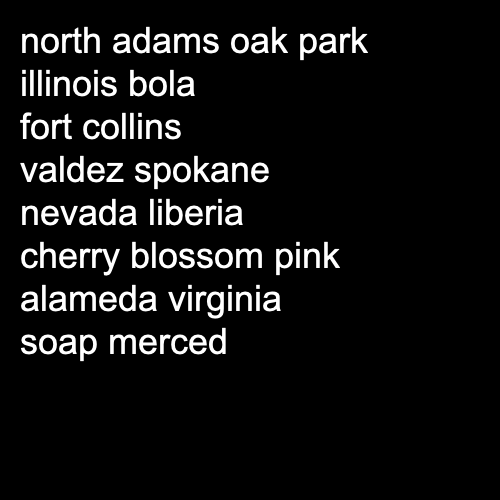 north adams oak park
illinois bola
fort collins
valdez spokane
nevada liberia
cherry blossom pink
alameda virginia
soap merced